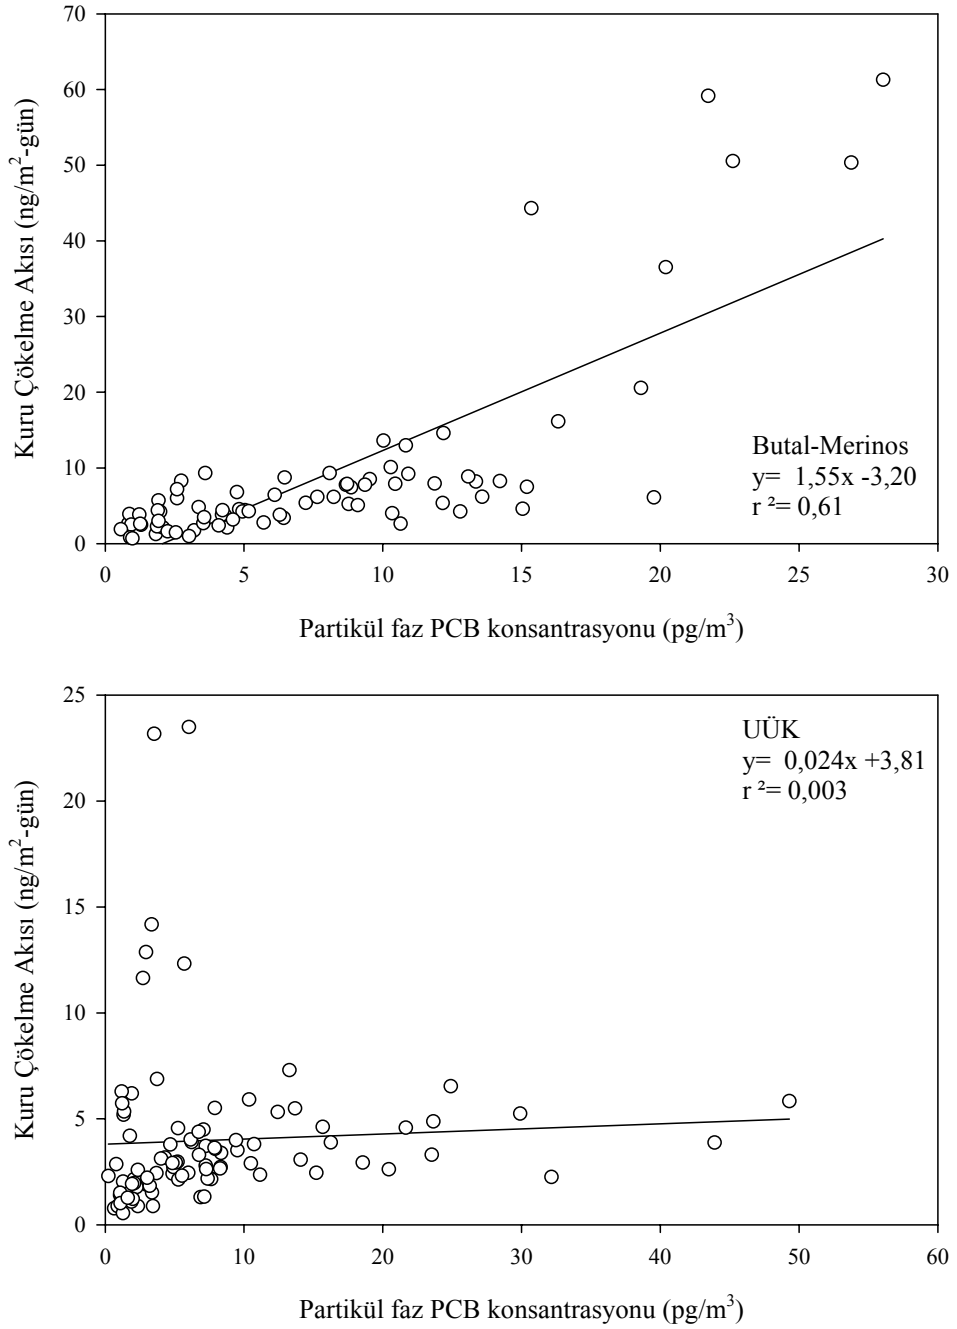 70
60
50
40
30
20
10
0
Kuru Çökelme Akısı (ng/m²-gün)
Butal-Merinos
y= 1,55x -3,20
r ²= 0,61
0 5 10 15 20 25 30
Partikül faz PCB konsantrasyonu (pg/m³)
25
20
15
10
5
0
Kuru Çökelme Akısı (ng/m²-gün)
UÜK
y= 0,024x +3,81
r ²= 0,003
0 10 20 30 40 50 60
Partikül faz PCB konsantrasyonu (pg/m³)